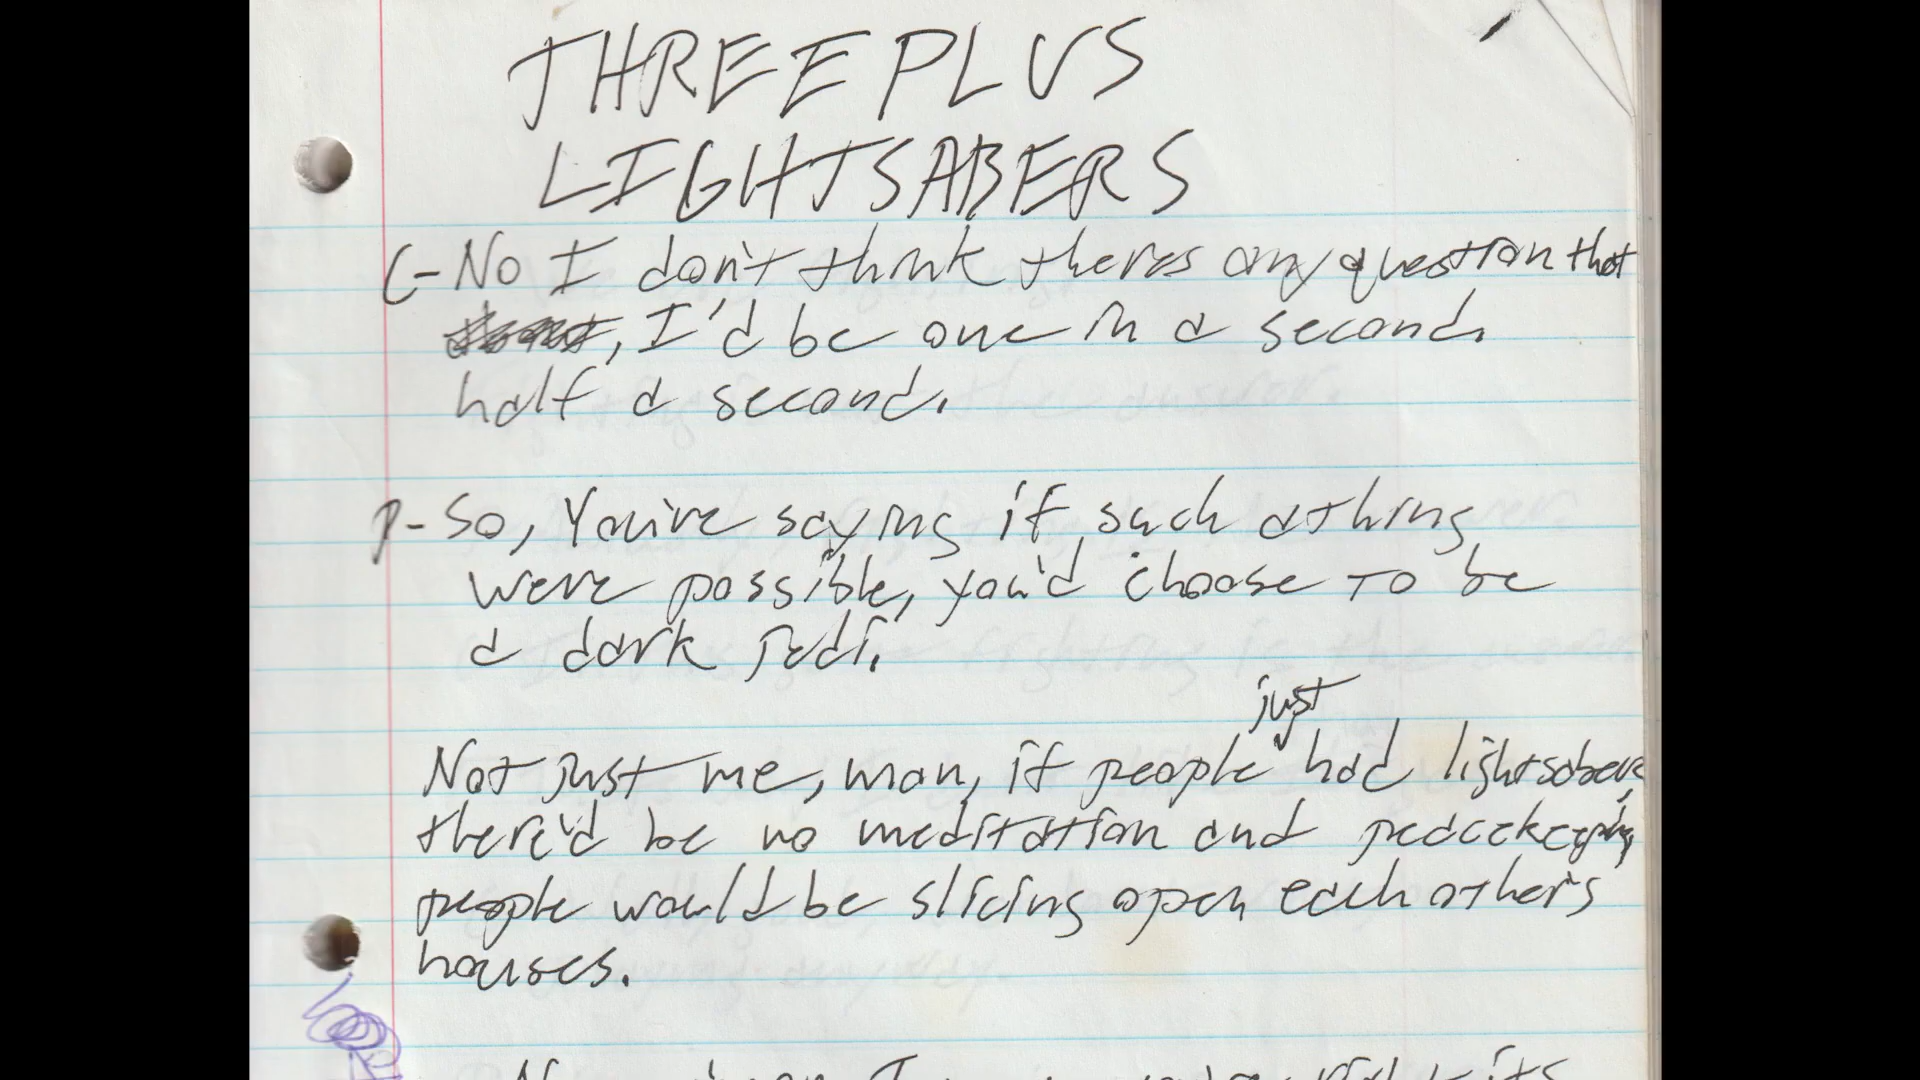 THREE PLUS
LIGHTSABERS
C-No I don't think theres any question that
, I'd be one in a second.
half a second.
P-So, You're saying if such a thing
were possible, you'd choose to be
a dark jedi.
just
Not just me, man, if people had lightsabers,
there'd be no meditation and peacekeeping,
people would be slicing open each other's
houses.